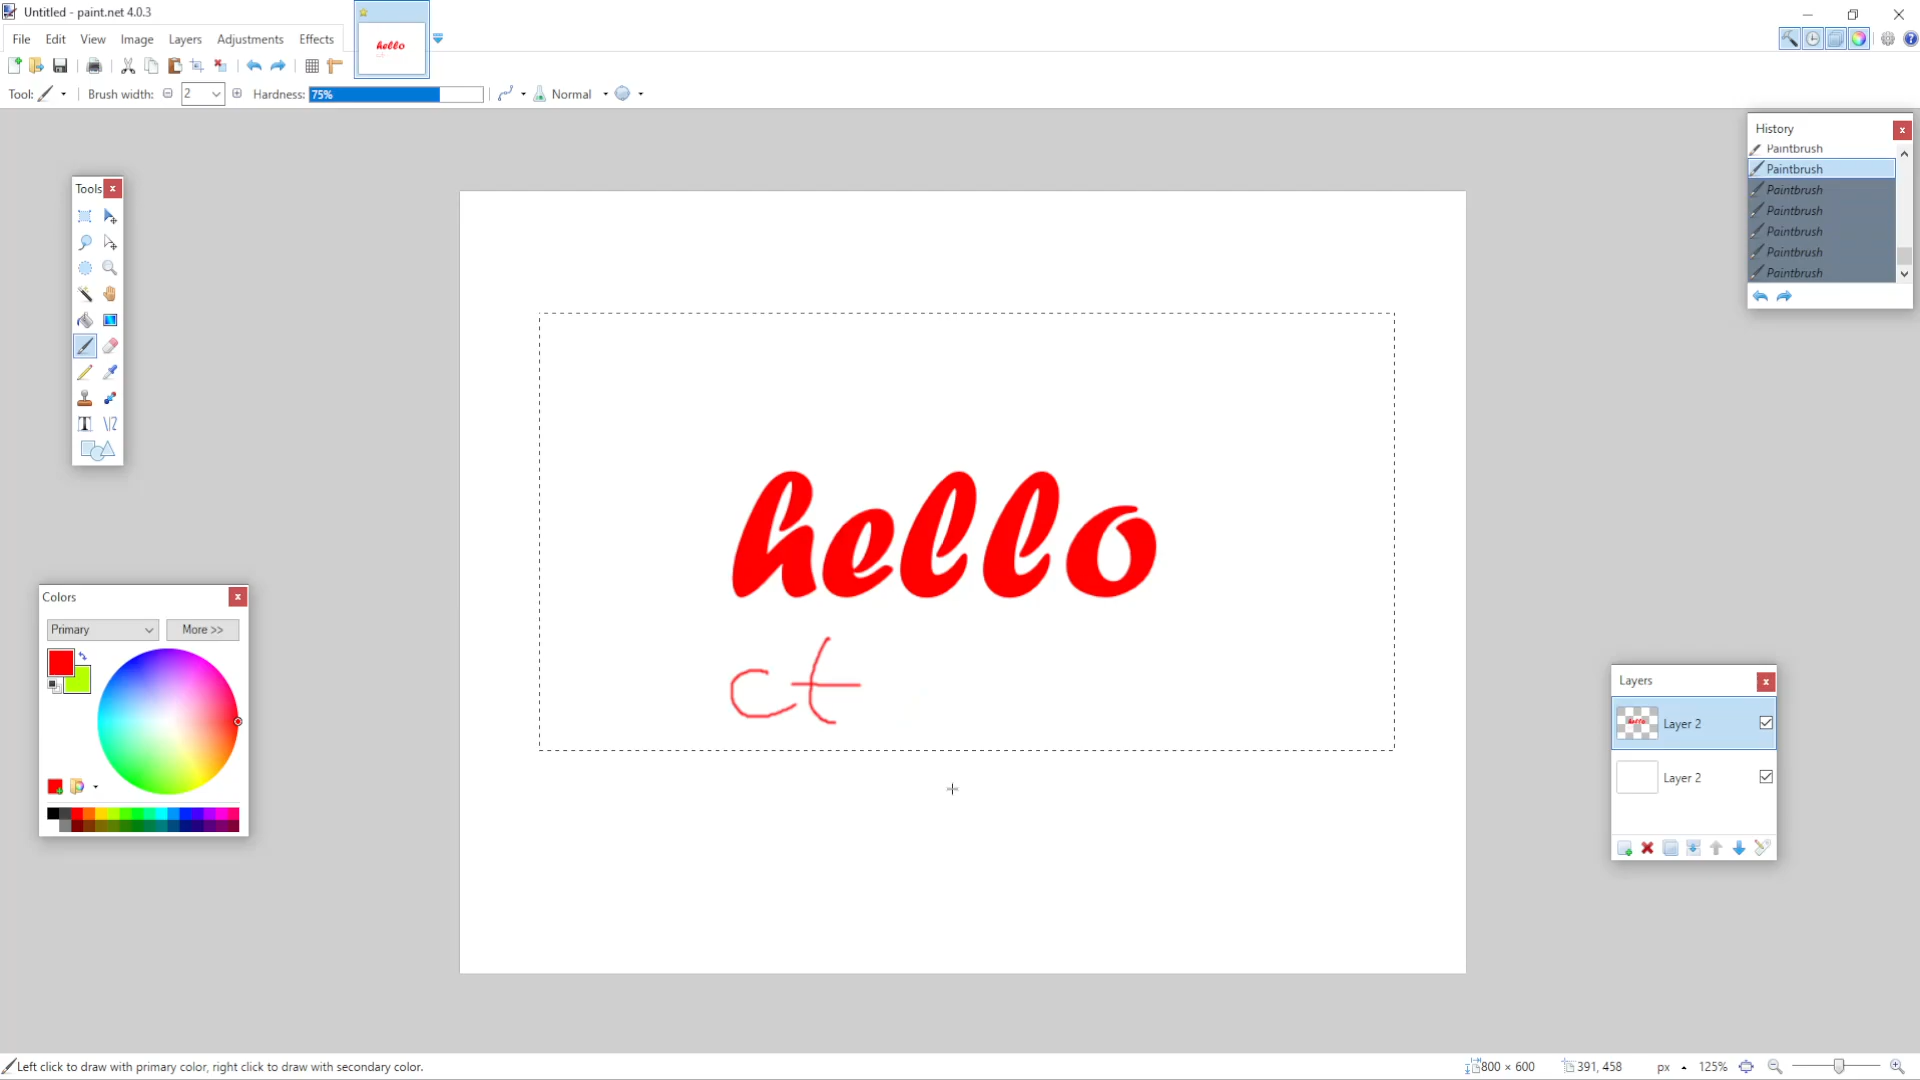 Untitled - paint.net 4.0.3
File Edit View Image Layers Adjustments Effects
hello
Tool: Brush width: 2 Hardness: 75% Normal
History
Paintbrush
Paintbrush
Paintbrush
Paintbrush
Paintbrush
Paintbrush
Paintbrush
Tools
hello
ct
Colors
Primary More >>
Layers
Layer 2
hello
Layer 2
Left click to draw with primary color, right click to draw with secondary color. 800 × 600 391, 458 px 125%